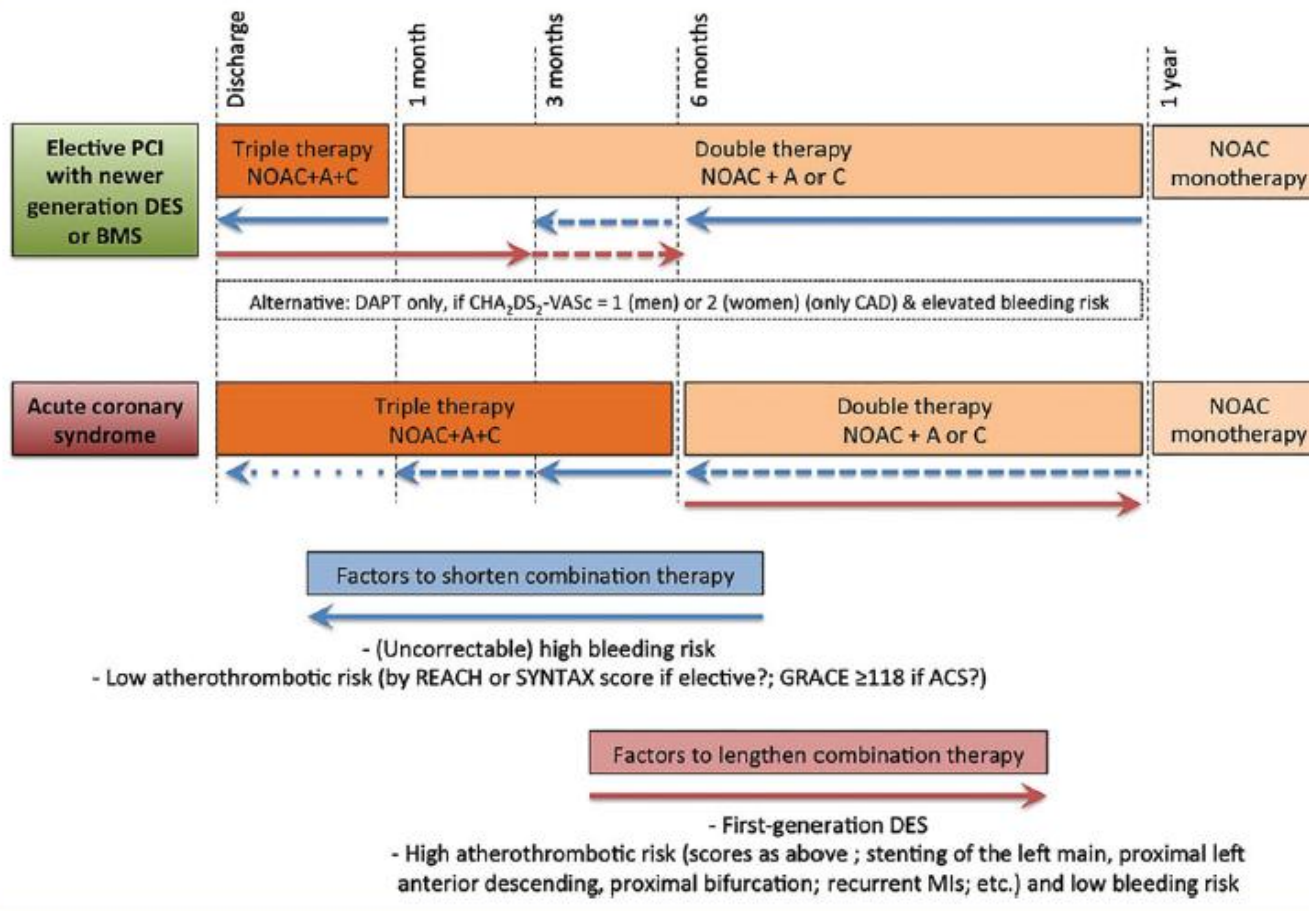 Discharge
1 month
3 months
6 months
1 year
Elective PCI
with newer
generation DES
or BMS
Triple therapy
NOAC+A+C
Double therapy
NOAC + A or C
NOAC
monotherapy
Alternative: DAPT only, if CHA₂DS₂-VASc = 1 (men) or 2 (women) (only CAD) & elevated bleeding risk
Acute coronary
syndrome
Triple therapy
NOAC+A+C
Double therapy
NOAC + A or C
NOAC
monotherapy
Factors to shorten combination therapy
- (Uncorrectable) high bleeding risk
- Low atherothrombotic risk (by REACH or SYNTAX score if elective?; GRACE ≥118 if ACS?)
Factors to lengthen combination therapy
- First-generation DES
- High atherothrombotic risk (scores as above ; stenting of the left main, proximal left
anterior descending, proximal bifurcation; recurrent MIs; etc.) and low bleeding risk